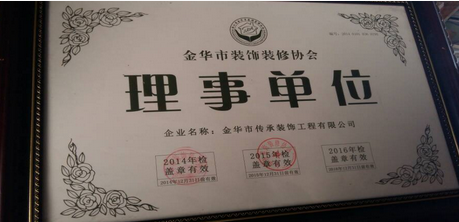 金华市装饰装修协会
理事单位
企业名称：金华市传承装饰工程有限公司
2014年检
盖章有效
2015年检
盖章有效
2016年检
盖章有效